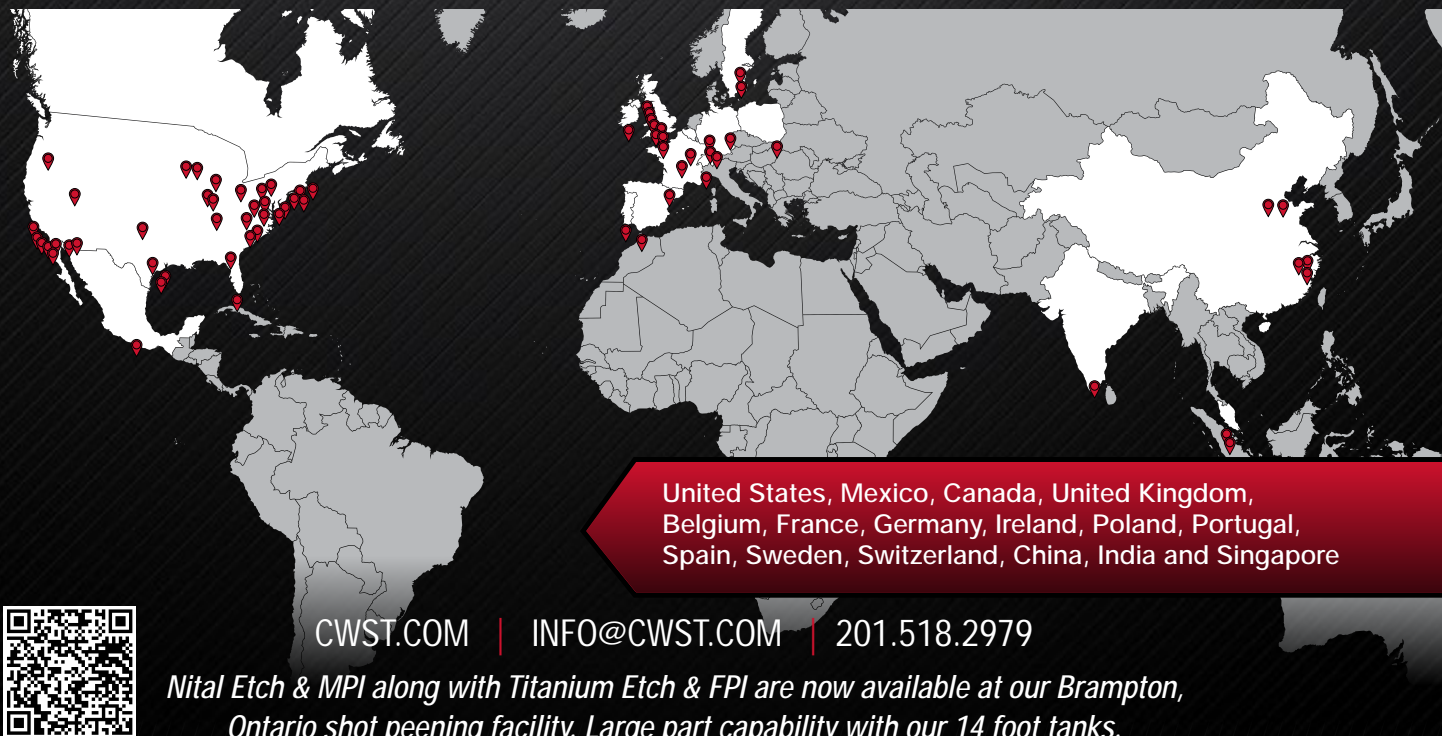 United States, Mexico, Canada, United Kingdom,
Belgium, France, Germany, Ireland, Poland, Portugal,
Spain, Sweden, Switzerland, China, India and Singapore
CWST.COM | INFO@CWST.COM | 201.518.2979
Nital Etch & MPI along with Titanium Etch & FPI are now available at our Brampton,
Ontario shot peening facility. Large part capability with our 14 foot tanks.